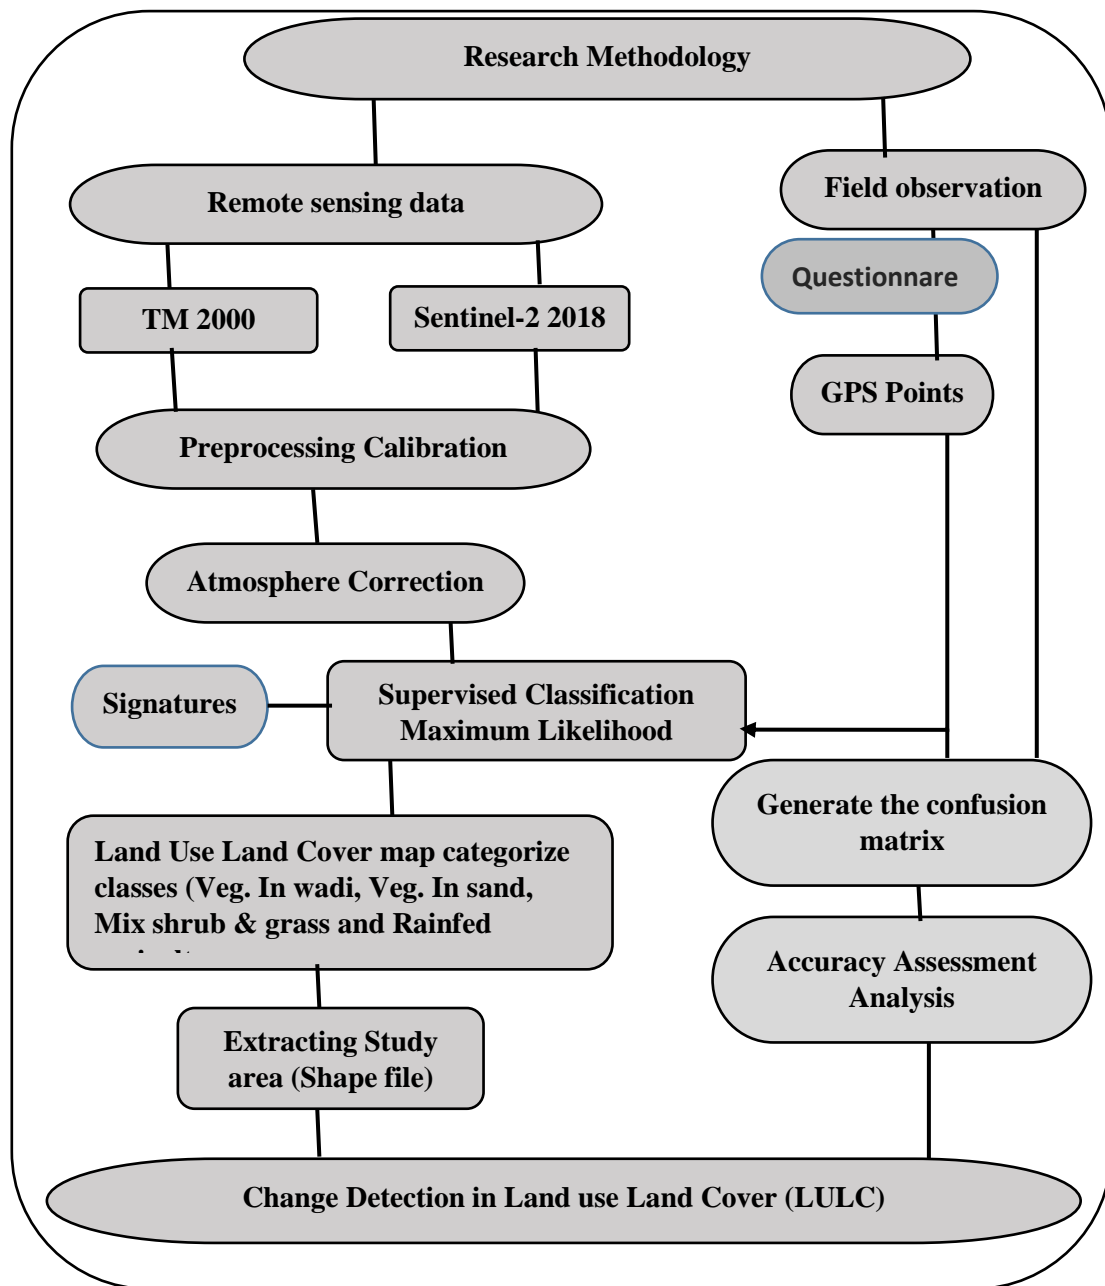 Research Methodology
Remote sensing data
Field observation
Questionnare
TM 2000
Sentinel-2 2018
GPS Points
Preprocessing Calibration
Atmosphere Correction
Signatures
Supervised Classification
Maximum Likelihood
Generate the confusion
matrix
Land Use Land Cover map categorize
classes (Veg. In wadi, Veg. In sand,
Mix shrub & grass and Rainfed
Accuracy Assessment
Analysis
Extracting Study
area (Shape file)
Change Detection in Land use Land Cover (LULC)